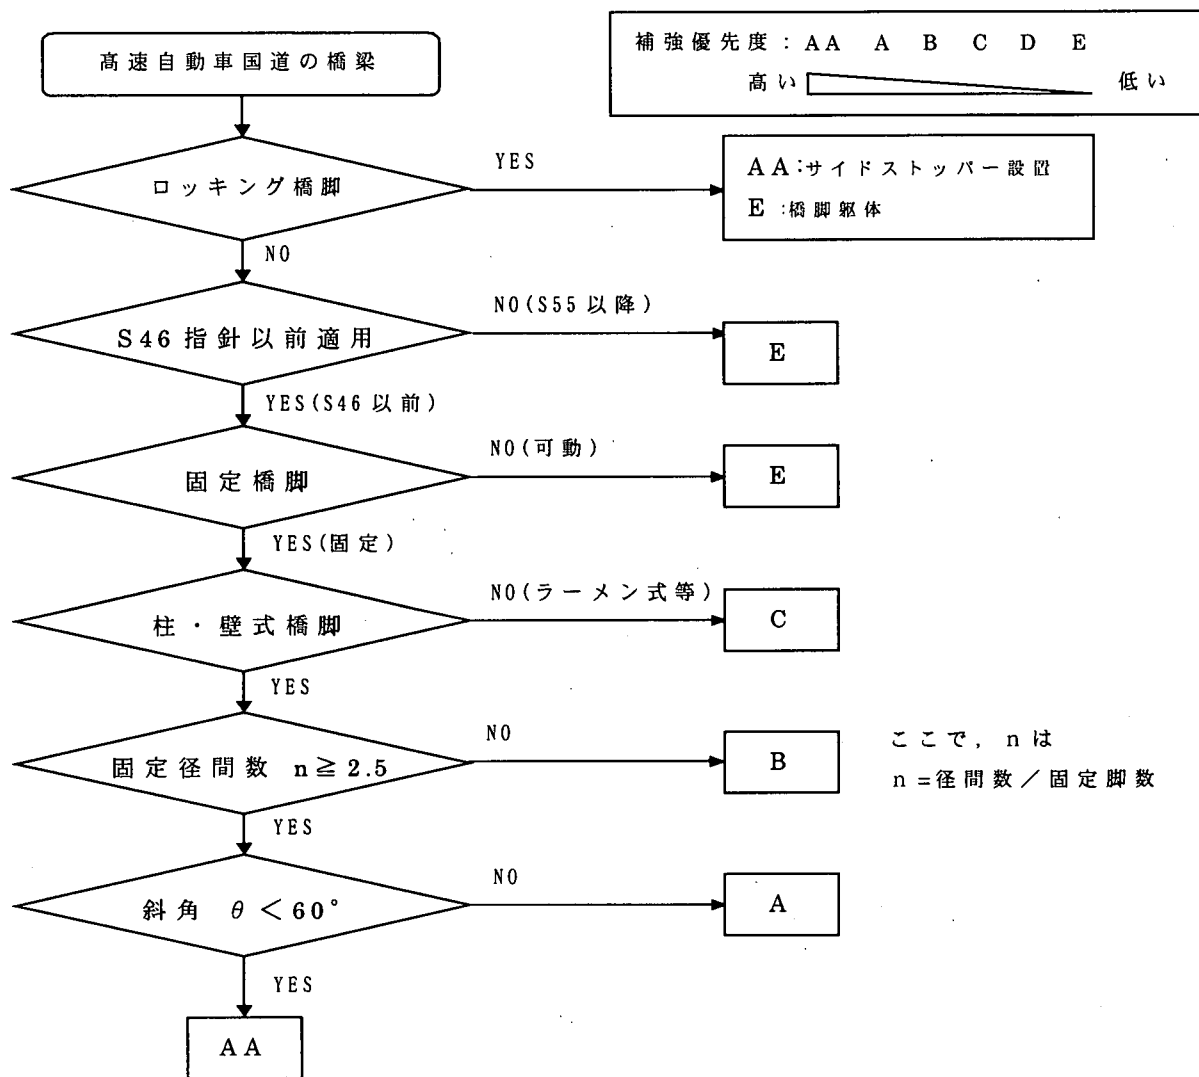 高速自動車国道の橋梁
補強優先度：AA A B C D E
高い 低い
ロッキング橋脚
YES
AA:サイドストッパー設置
E:橋脚躯体
NO
S46指針以前適用
NO(S55以降)
E
YES(S46以前)
固定橋脚
NO(可動)
E
YES(固定)
柱・壁式橋脚
NO(ラーメン式等)
C
YES
固定径間数 n≧2.5
NO
B
ここで，nは
n=径間数／固定脚数
YES
斜角 θ＜60°
NO
A
YES
AA